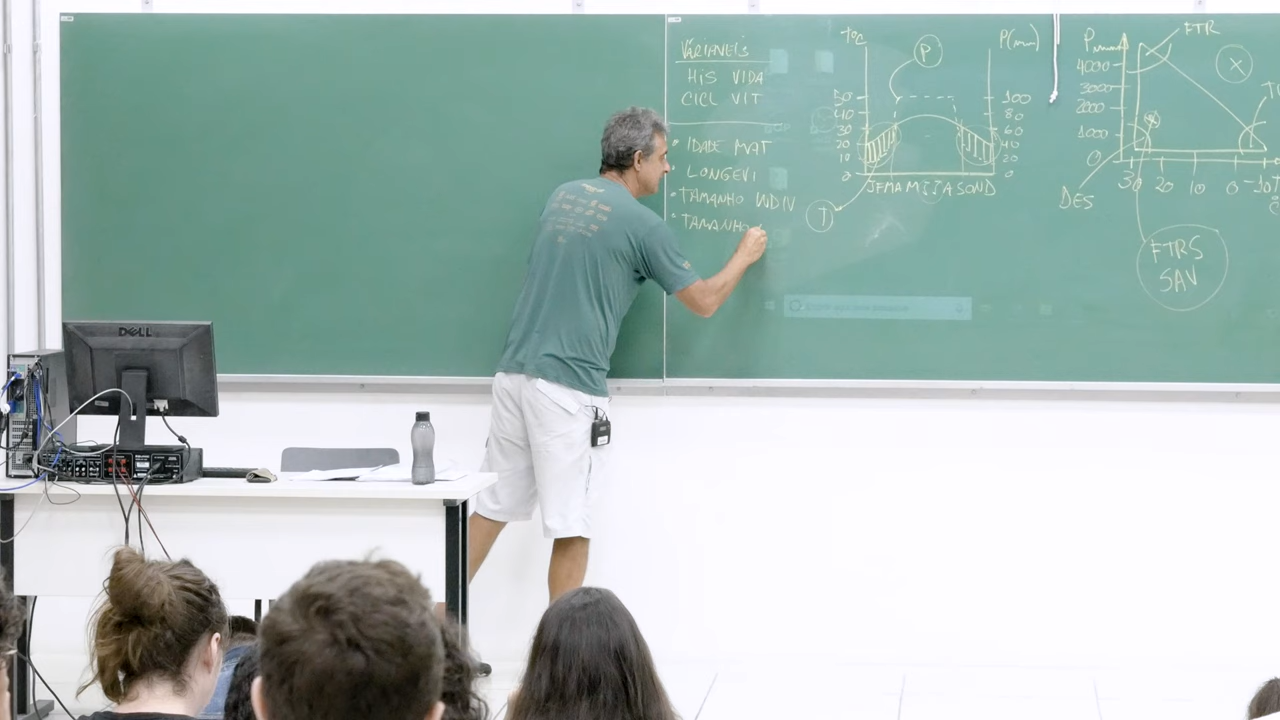 VARIAVEIS
HIS VIDA
CICL VIT
• IDADE MAT
• LONGEVI
• TAMANHO INDIV
• TAMANHO
T°C
P
P(mm)
50
40
30
20
10
0
100
80
60
40
20
0
JFMAMJJASOND
T
FTR
X
4000
3000
2000
1000
0
30 20 10 0 -10
DES
FTRS
SAV
DELL